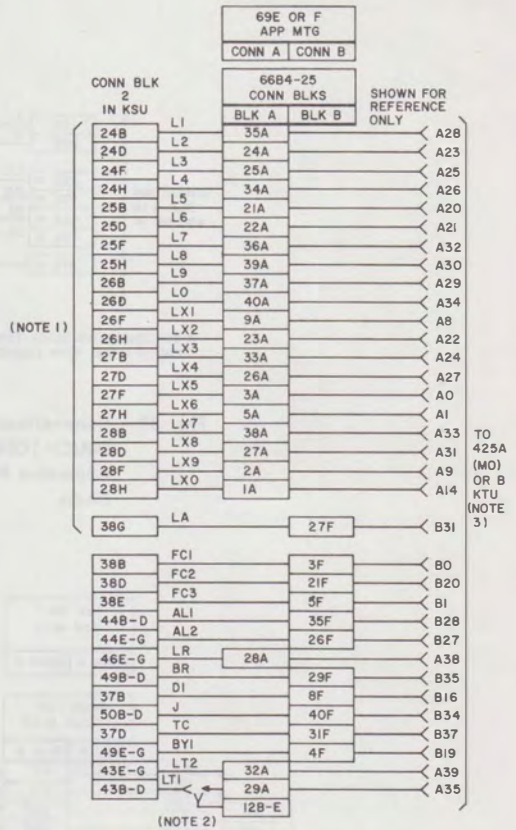 69E OR F
APP MTG
CONN A CONN B
CONN BLK
2
IN KSU
66B4-25
CONN BLKS
BLK A BLK B
SHOWN FOR
REFERENCE
ONLY
24B L1 35A A28
24D L2 24A A23
24F L3 25A A25
24H L4 34A A26
25B L5 21A A20
25D L6 22A A21
25F L7 36A A32
25H L8 39A A30
26B L9 37A A29
26D L0 40A A34
26F LX1 9A A8
26H LX2 23A A22
27B LX3 33A A24
27D LX4 26A A27
27F LX5 3A A0
27H LX6 5A A1
28B LX7 38A A33
28D LX8 27A A31
28F LX9 2A A9
28H LX0 1A A14
(NOTE 1)
38G LA 27F B31
TO
425A
(MO)
OR B
KTU
(NOTE
3)
38B FC1 3F B0
38D FC2 21F B20
38E FC3 5F B1
44B-D AL1 35F B28
44E-G AL2 26F B27
46E-G LR 28A A38
49B-D BR 29F B35
37B D1 8F B16
50B-D J 40F B34
37D TC 31F B37
49E-G BY1 4F B19
43E-G LT2 32A A39
43B-D LT1 29A A35
12B-E
(NOTE 2)